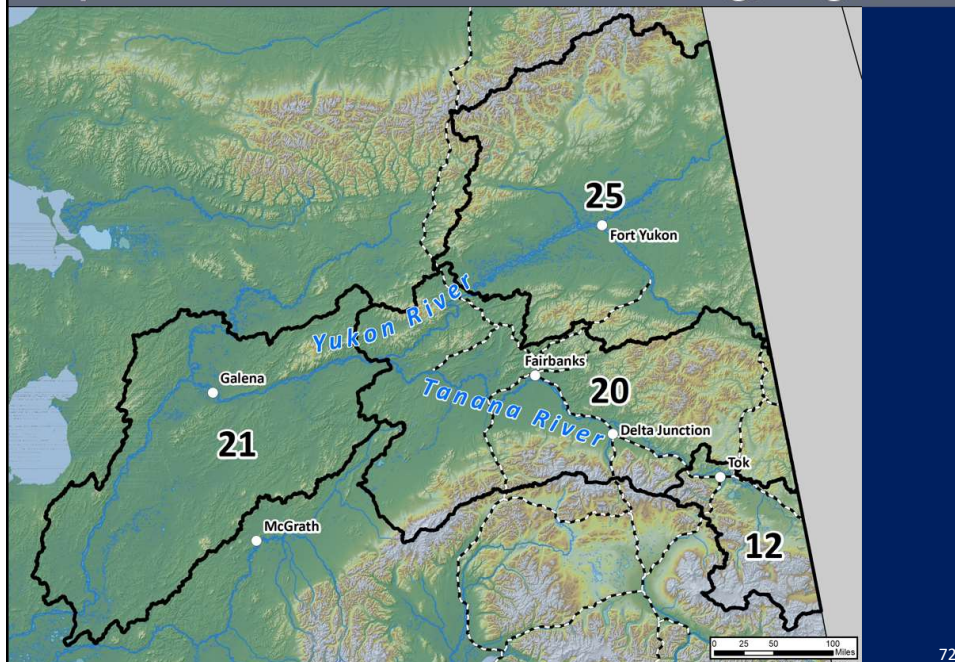 25
Fort Yukon
Yukon River
Galena
Fairbanks
20
Tanana River
Delta Junction
21
Tok
McGrath
12
0 25 50 100
Miles
72